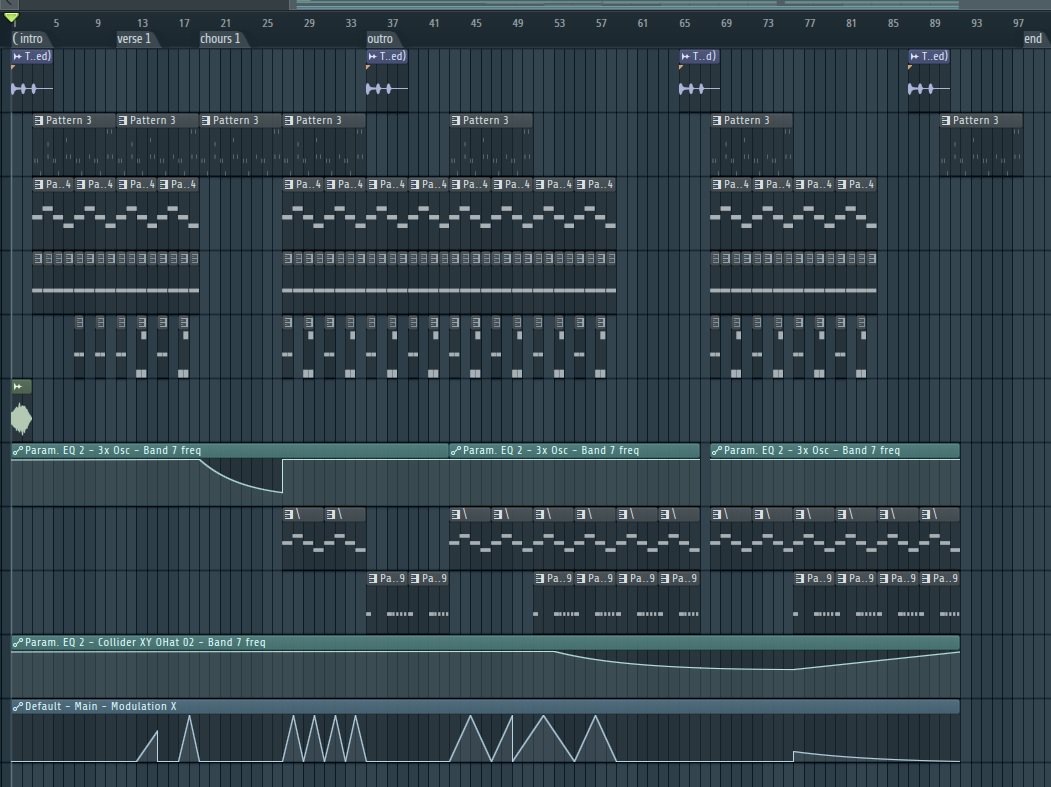 1 5 9 13 17 21 25 29 33 37 41 45 49 53 57 61 65 69 73 77 81 85 89 93 97
( intro verse 1 chours 1 outro end
T..ed) T..ed) T..d) T..ed)
Pattern 3 Pattern 3 Pattern 3 Pattern 3 Pattern 3 Pattern 3 Pattern 3
Pa..4 Pa..4 Pa..4 Pa..4 Pa..4 Pa..4 Pa..4 Pa..4 Pa..4 Pa..4 Pa..4 Pa..4 Pa..4 Pa..4 Pa..4 Pa..4
Param. EQ 2 - 3x Osc - Band 7 freq Param. EQ 2 - 3x Osc - Band 7 freq Param. EQ 2 - 3x Osc - Band 7 freq
\ \ \ \ \ \ \ \ \ \ \ \ \ \
Pa..9 Pa..9 Pa..9 Pa..9 Pa..9 Pa..9 Pa..9 Pa..9 Pa..9 Pa..9
Param. EQ 2 - Collider XY OHat 02 - Band 7 freq
Default - Main - Modulation X